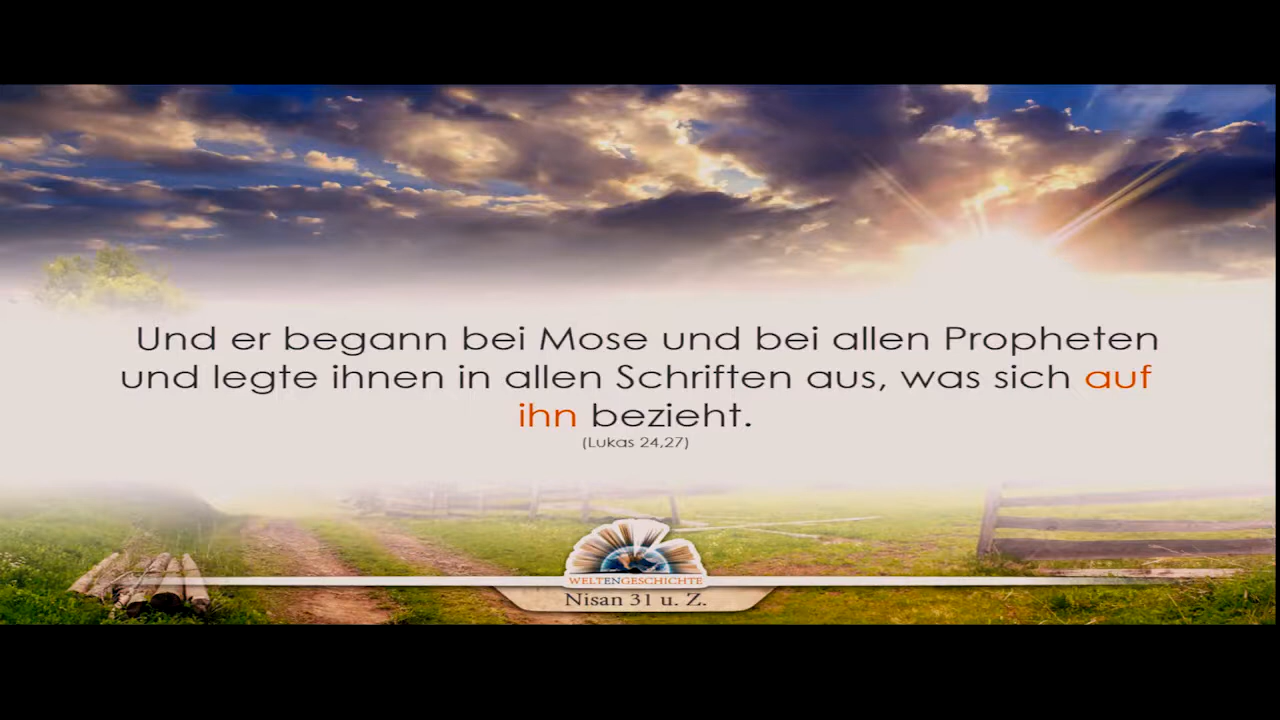 Und er begann bei Mose und bei allen Propheten
und legte ihnen in allen Schriften aus, was sich auf
ihn bezieht.
(Lukas 24,27)
WELTENGESCHICHTE
Nisan 31 u. Z.